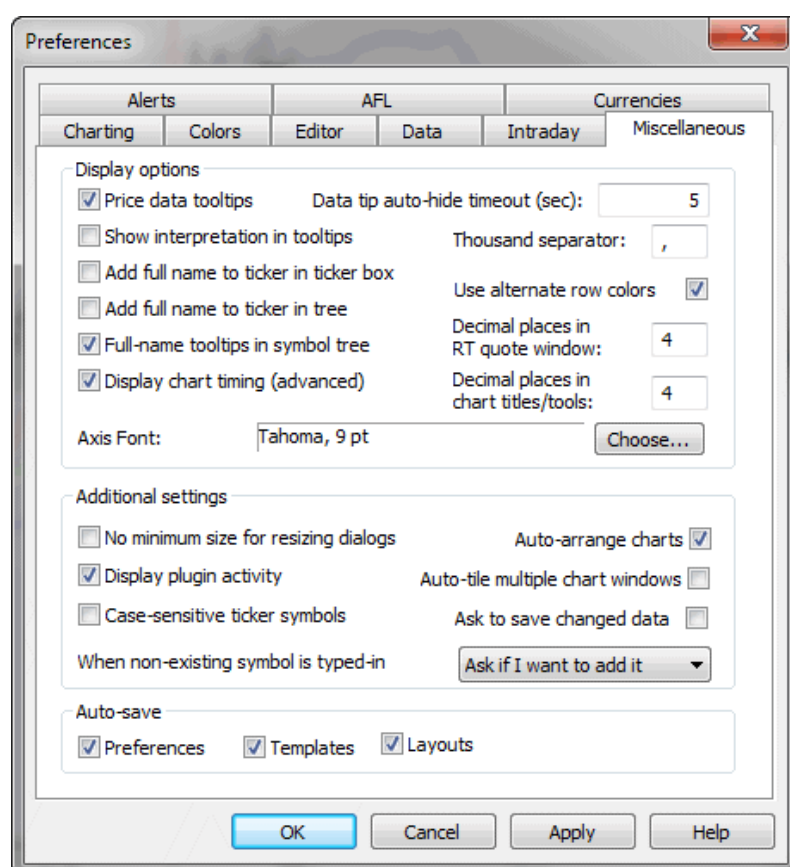 Preferences
Alerts AFL Currencies
Charting Colors Editor Data Intraday Miscellaneous
Display options
Price data tooltips Data tip auto-hide timeout (sec): 5
Show interpretation in tooltips Thousand separator: ,
Add full name to ticker in ticker box
Use alternate row colors
Add full name to ticker in tree
Decimal places in
RT quote window: 4
Full-name tooltips in symbol tree
Display chart timing (advanced)
Decimal places in
chart titles/tools: 4
Axis Font: Tahoma, 9 pt Choose...
Additional settings
No minimum size for resizing dialogs Auto-arrange charts
Display plugin activity Auto-tile multiple chart windows
Case-sensitive ticker symbols Ask to save changed data
When non-existing symbol is typed-in Ask if I want to add it
Auto-save
Preferences Templates Layouts
OK Cancel Apply Help